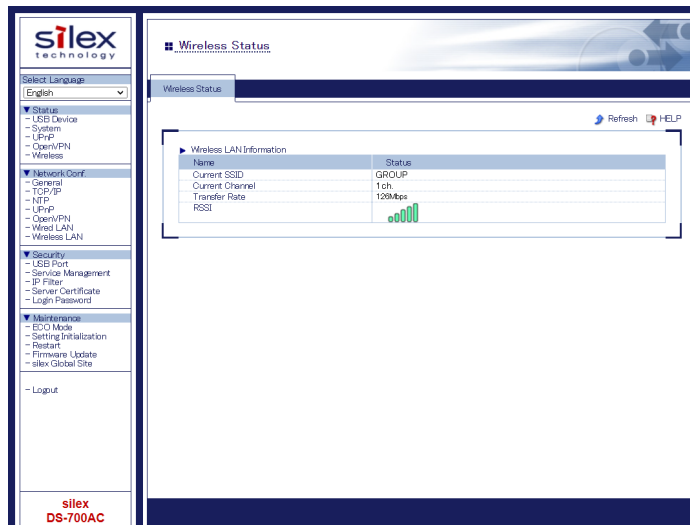 silex
technology
Select Language
English
▼ Status
- USB Device
- System
- UPnP
- OpenVPN
- Wireless
▼ Network Conf.
- General
- TCP/IP
- NTP
- UPnP
- OpenVPN
- Wired LAN
- Wireless LAN
▼ Security
- USB Port
- Service Management
- IP Filter
- Server Certificate
- Login Password
▼ Maintenance
- ECO Mode
- Setting Initialization
- Restart
- Firmware Update
- silex Global Site
- Logout
silex
DS-700AC
Wireless Status
Wireless Status
Refresh HELP
Wireless LAN Information
Name Status
Current SSID GROUP
Current Channel 1 ch.
Transfer Rate 126Mbps
RSSI